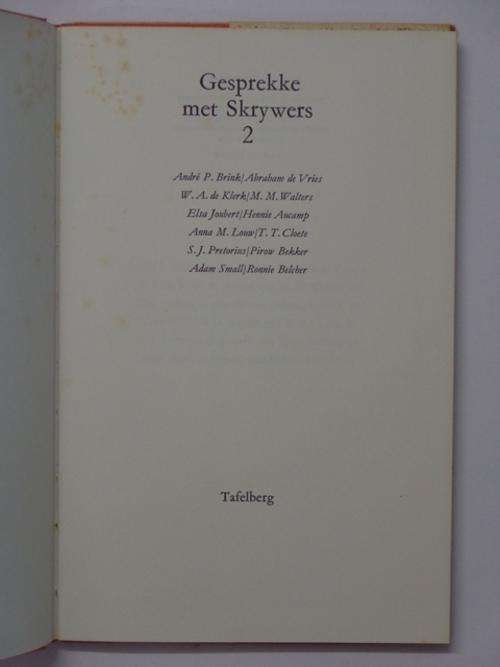 Gesprekke
met Skrywers
2
André P. Brink/Abraham de Vries
W. A. de Klerk/M. M. Walters
Elsa Joubert/Hennie Aucamp
Anna M. Louw/T. T. Cloete
S. J. Pretorius/Pirow Bekker
Adam Small/Ronnie Belcher
Tafelberg